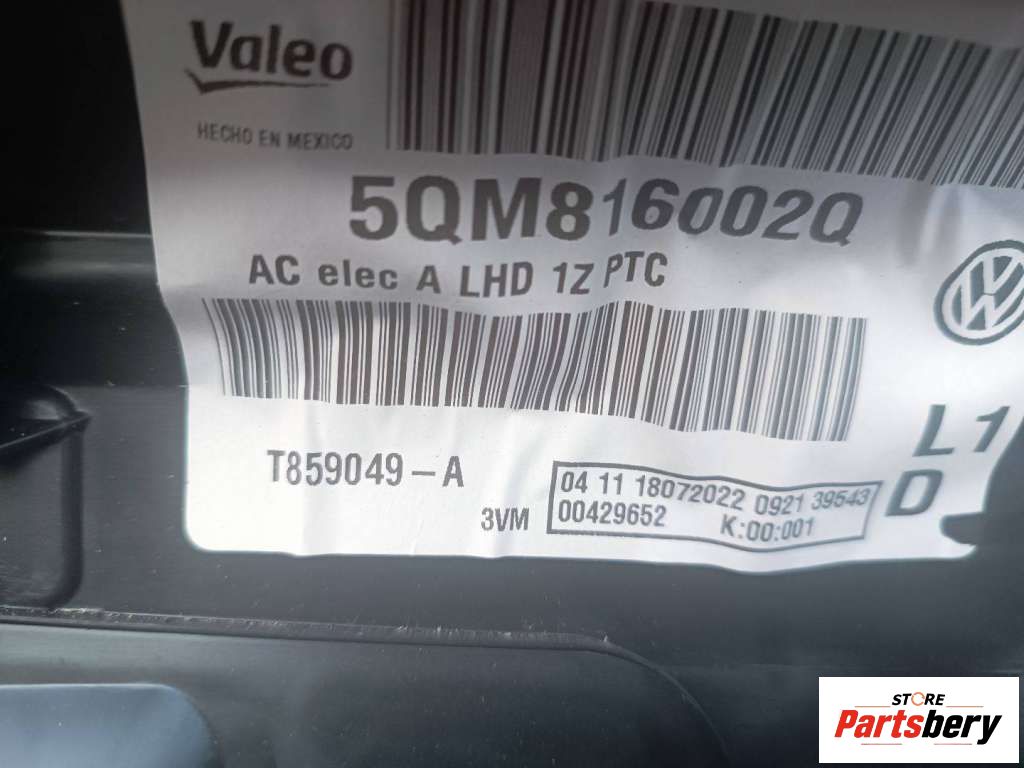 Valeo
HECHO EN MEXICO
5QM816002Q
AC elec A LHD 1Z PTC
T859049-A
3VM
04 11 18072022 0921 39543
00429652 K:00:001
L1
D
STORE
Partsbery